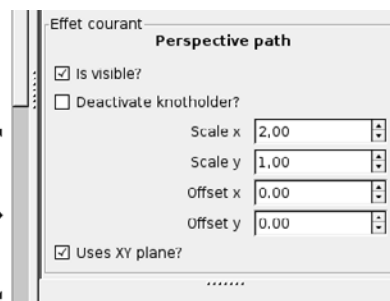 Effet courant
Perspective path
Is visible?
Deactivate knotholder?
Scale x 2,00
Scale y 1,00
Offset x 0,00
Offset y 0,00
Uses XY plane?